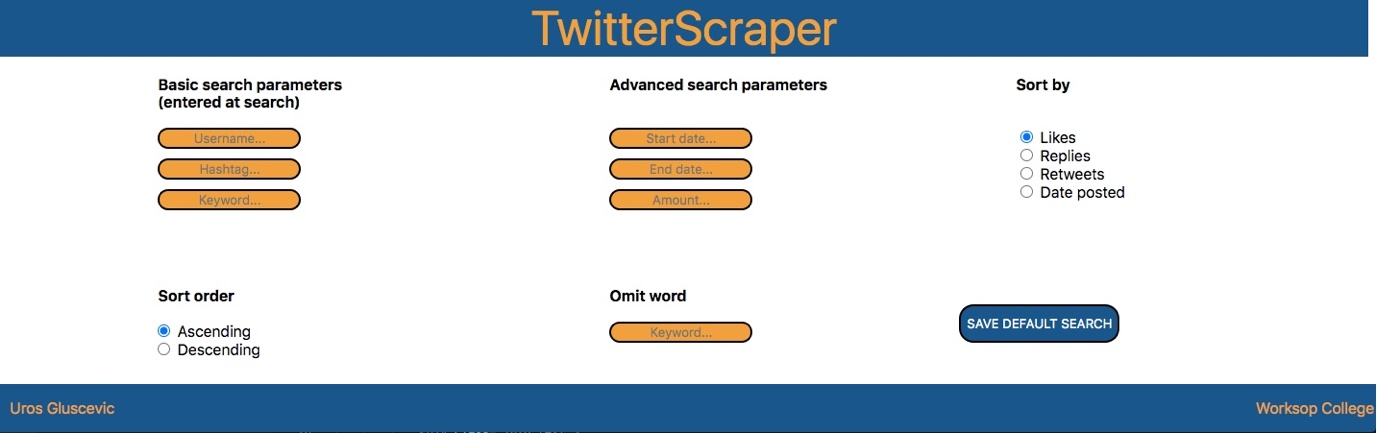 TwitterScraper
Basic search parameters
(entered at search)
Username...
Hashtag...
Keyword...
Advanced search parameters
Start date...
End date...
Amount...
Sort by
Likes
Replies
Retweets
Date posted
Sort order
Ascending
Descending
Omit word
Keyword...
SAVE DEFAULT SEARCH
Uros Gluscevic
Worksop College